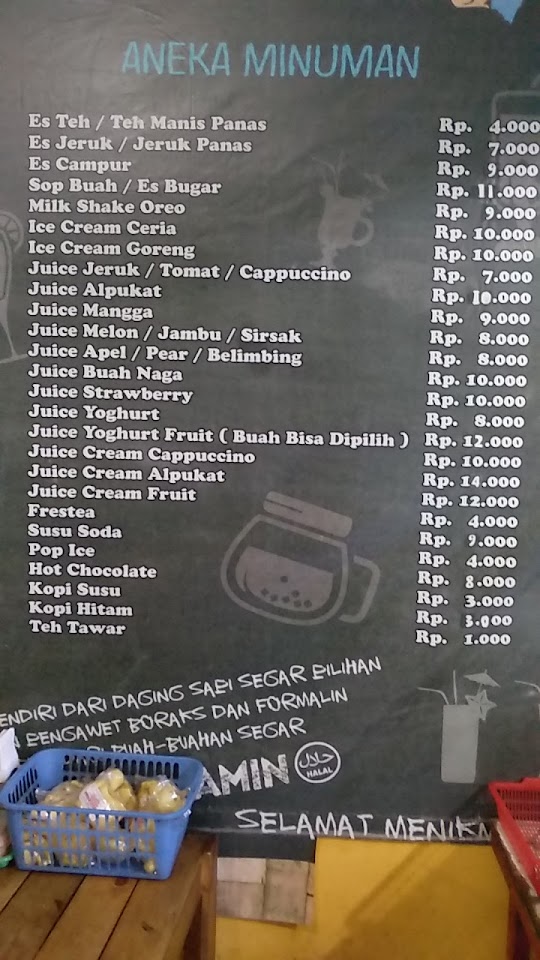 ANEKA MINUMAN
Es Teh / Teh Manis Panas Rp. 4.000
Es Jeruk / Jeruk Panas Rp. 7.000
Es Campur Rp. 9.000
Sop Buah / Es Bugar Rp. 11.000
Milk Shake Oreo Rp. 9.000
Ice Cream Ceria Rp. 10.000
Ice Cream Goreng Rp. 10.000
Juice Jeruk / Tomat / Cappuccino Rp. 7.000
Juice Alpukat Rp. 10.000
Juice Mangga Rp. 9.000
Juice Melon / Jambu / Sirsak Rp. 8.000
Juice Apel / Pear / Belimbing Rp. 8.000
Juice Buah Naga Rp. 10.000
Juice Strawberry Rp. 10.000
Juice Yoghurt Rp. 8.000
Juice Yoghurt Fruit ( Buah Bisa Dipilih ) Rp. 12.000
Juice Cream Cappuccino Rp. 10.000
Juice Cream Alpukat Rp. 14.000
Juice Cream Fruit Rp. 12.000
Frestea Rp. 4.000
Susu Soda Rp. 9.000
Pop Ice Rp. 4.000
Hot Chocolate Rp. 8.000
Kopi Susu Rp. 3.000
Kopi Hitam Rp. 3.000
Teh Tawar Rp. 1.000
ENDIRI DARI DAGING SAPI SEGAR PILIHAN
PENGAWET BORAKS DAN FORMALIN
BUAH-BUAHAN SEGAR
AMIN حلال HALAL
SELAMAT MENIKM